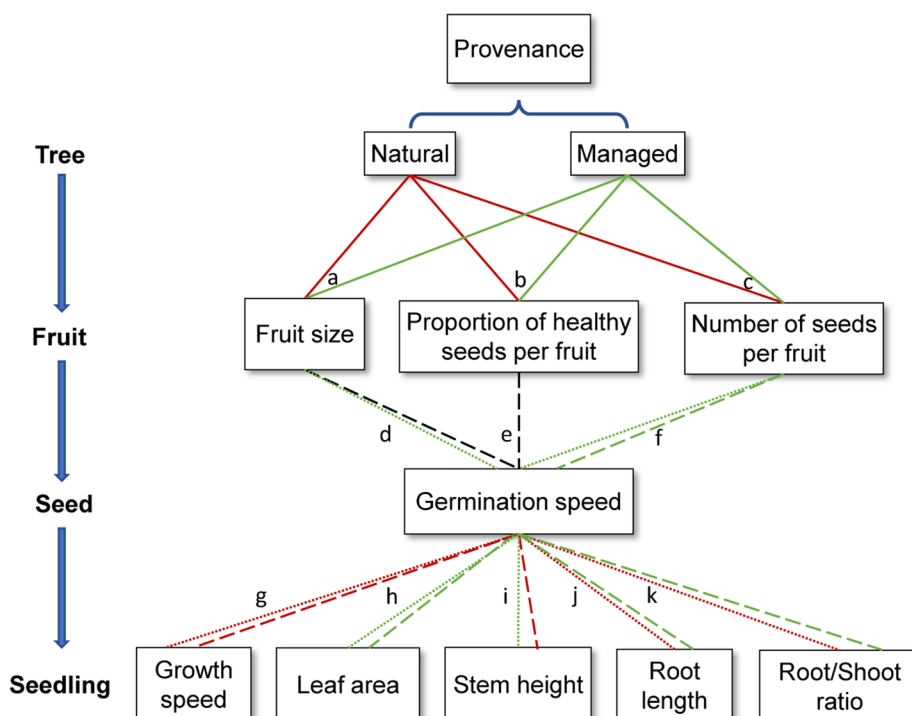 Provenance
Tree
Natural
Managed
a
b
c
Fruit
Fruit size
Proportion of healthy
seeds per fruit
Number of seeds
per fruit
d
e
f
Seed
Germination speed
g
h
i
j
k
Seedling
Growth
speed
Leaf area
Stem height
Root
length
Root/Shoot
ratio